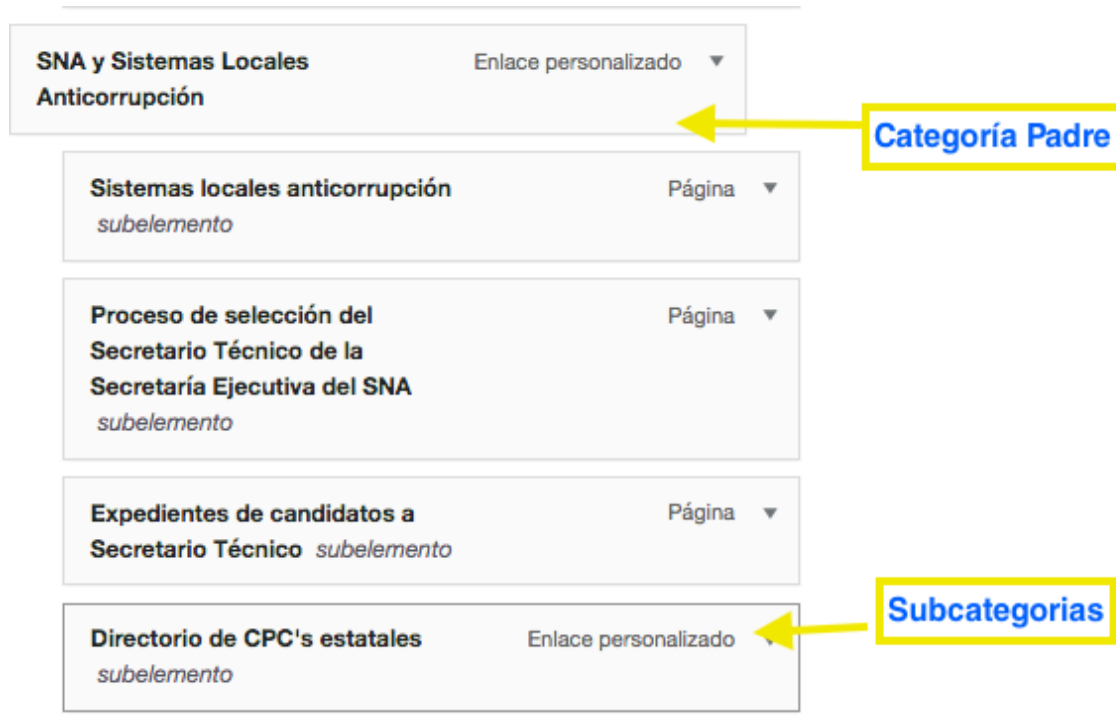 SNA y Sistemas Locales Enlace personalizado
Anticorrupción
Categoría Padre
Sistemas locales anticorrupción Página
subelemento
Proceso de selección del Página
Secretario Técnico de la
Secretaría Ejecutiva del SNA
subelemento
Expedientes de candidatos a Página
Secretario Técnico subelemento
Subcategorias
Directorio de CPC's estatales Enlace personalizado
subelemento